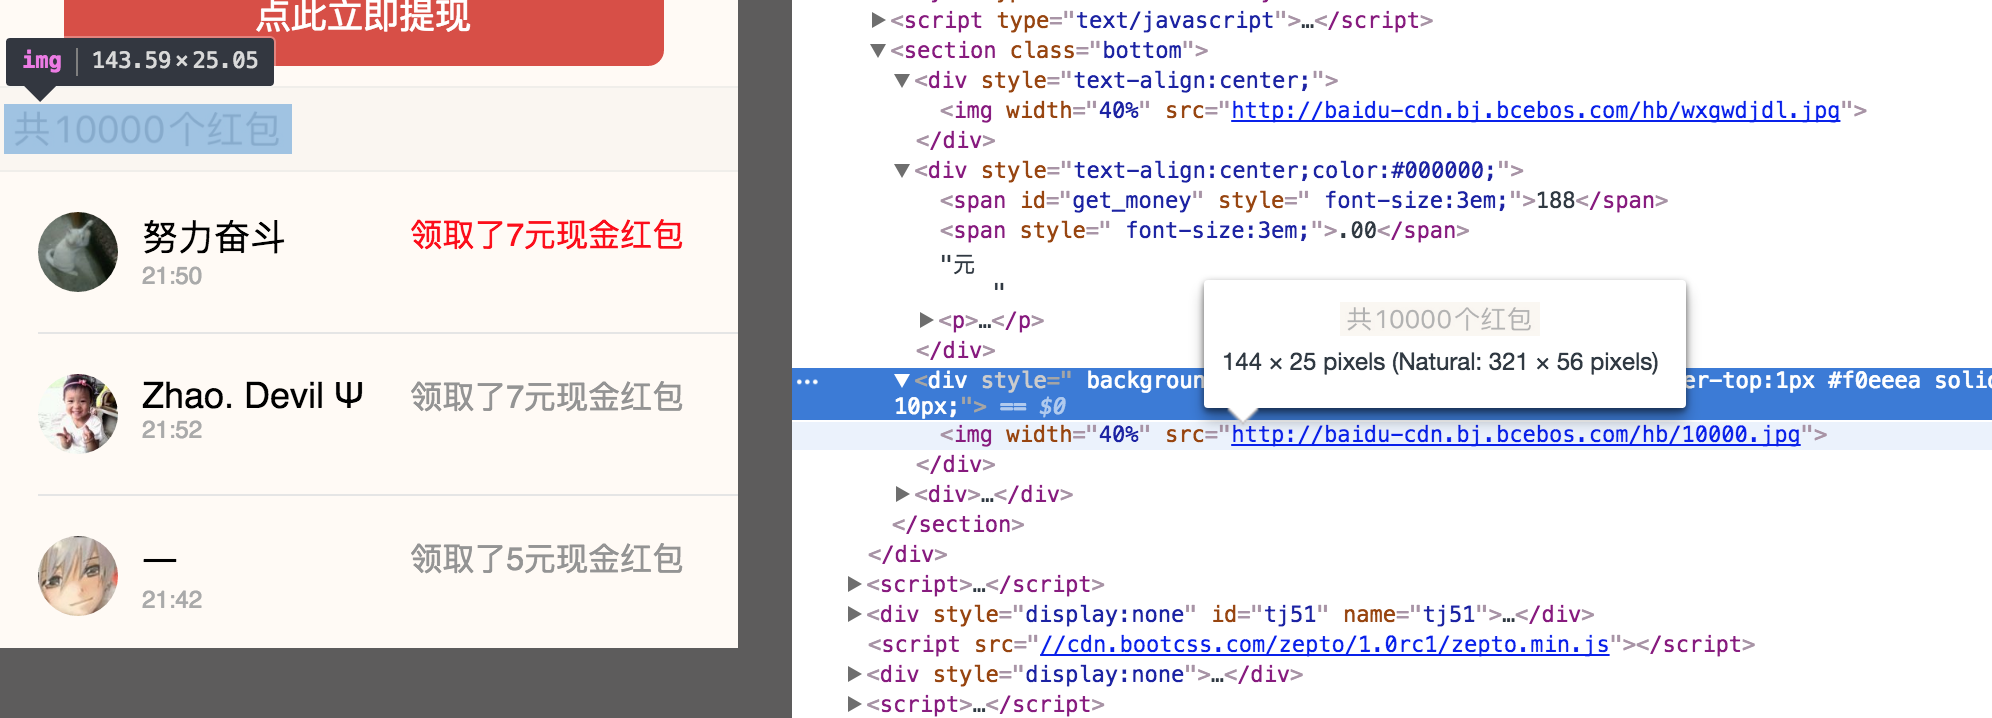 点此立即提现
img 143.59×25.05
共10000个红包
努力奋斗
领取了7元现金红包
21:50
Zhao. Devil Ψ
领取了7元现金红包
21:52
一
领取了5元现金红包
21:42
<script type="text/javascript">…</script>
<section class="bottom">
<div style="text-align:center;">
<img width="40%" src="http://baidu-cdn.bj.bcebos.com/hb/wxgwdjdl.jpg">
</div>
<div style="text-align:center;color:#000000;">
<span id="get_money" style=" font-size:3em;">188</span>
<span style=" font-size:3em;">.00</span>
"元
"
<p>…</p>
</div>
共10000个红包
144 × 25 pixels (Natural: 321 × 56 pixels)
… <div style=" backgroun er-top:1px #f0eeea soli
10px;"> == $0
<img width="40%" src="http://baidu-cdn.bj.bcebos.com/hb/10000.jpg">
</div>
<div>…</div>
</section>
</div>
<script>…</script>
<div style="display:none" id="tj51" name="tj51">…</div>
<script src="//cdn.bootcss.com/zepto/1.0rc1/zepto.min.js"></script>
<div style="display:none">…</div>
<script>…</script>